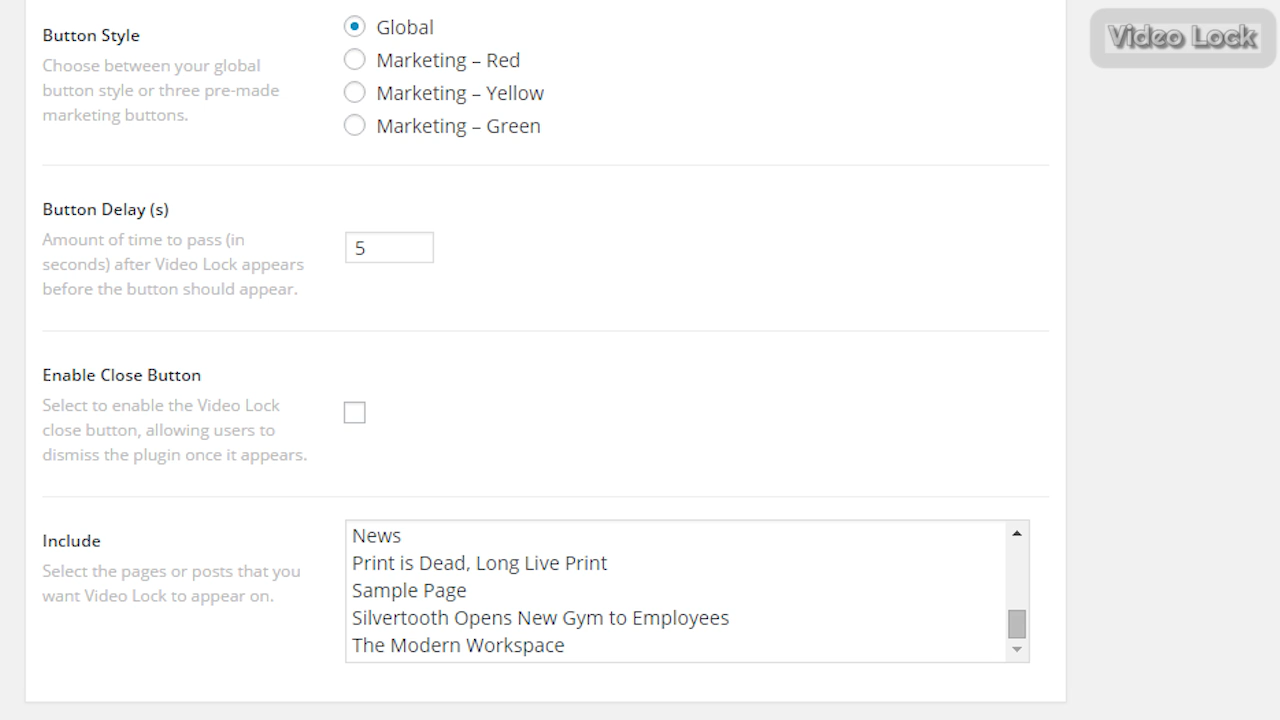 Video Lock
Button Style
Choose between your global
button style or three pre-made
marketing buttons.
Global
Marketing – Red
Marketing – Yellow
Marketing – Green
Button Delay (s)
Amount of time to pass (in
seconds) after Video Lock appears
before the button should appear.
5
Enable Close Button
Select to enable the Video Lock
close button, allowing users to
dismiss the plugin once it appears.
Include
Select the pages or posts that you
want Video Lock to appear on.
News
Print is Dead, Long Live Print
Sample Page
Silvertooth Opens New Gym to Employees
The Modern Workspace